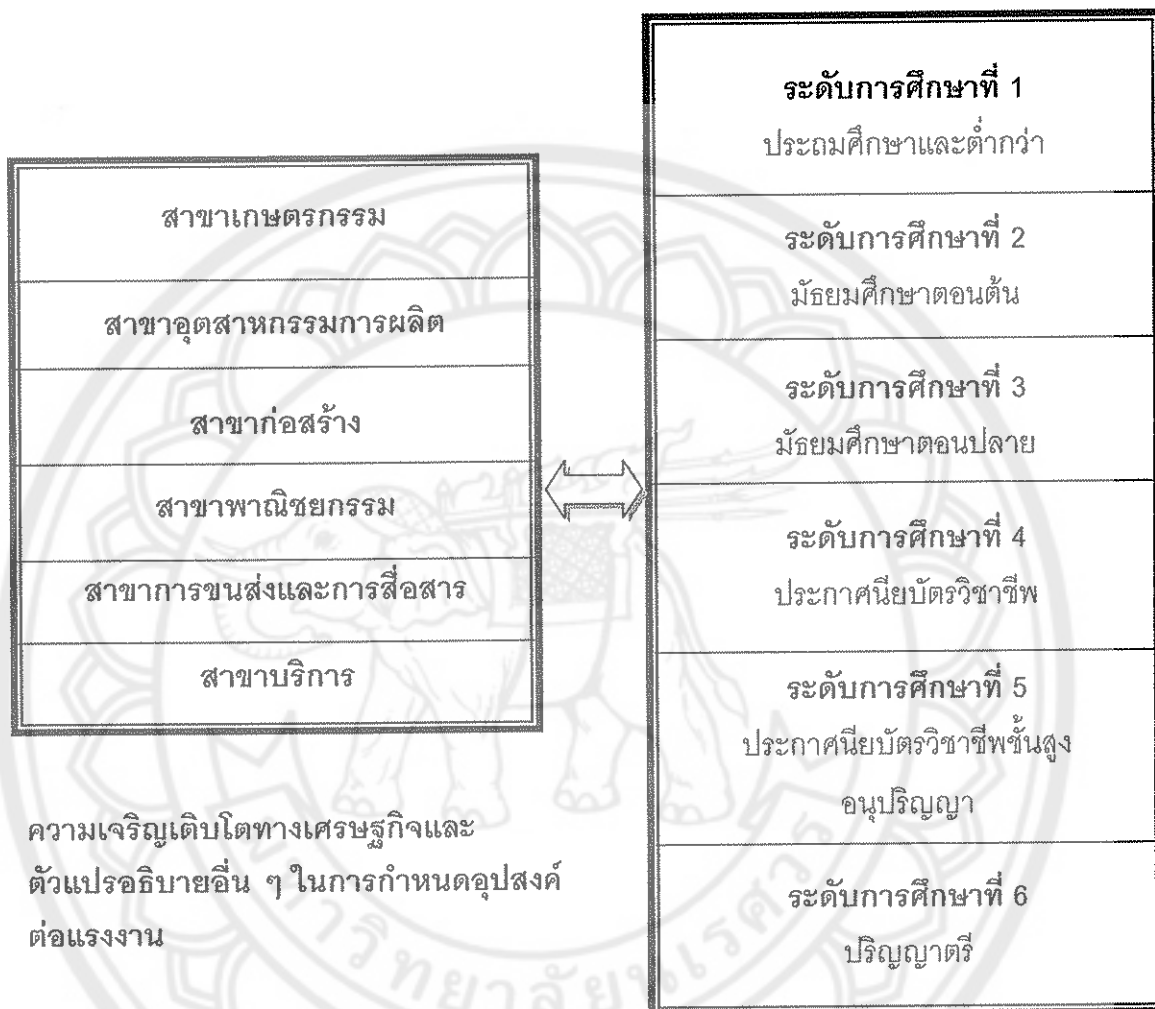 สาขาเกษตรกรรม
สาขาอุตสาหกรรมการผลิต
สาขาก่อสร้าง
สาขาพาณิชยกรรม
สาขาการขนส่งและการสื่อสาร
สาขาบริการ
ความเจริญเติบโตทางเศรษฐกิจและ
ตัวแปรอธิบายอื่น ๆ ในการกำหนดอุปสงค์
ต่อแรงงาน
ระดับการศึกษาที่ 1
ประถมศึกษาและต่ำกว่า
ระดับการศึกษาที่ 2
มัธยมศึกษาตอนต้น
ระดับการศึกษาที่ 3
มัธยมศึกษาตอนปลาย
ระดับการศึกษาที่ 4
ประกาศนียบัตรวิชาชีพ
ระดับการศึกษาที่ 5
ประกาศนียบัตรวิชาชีพชั้นสูง
อนุปริญญา
ระดับการศึกษาที่ 6
ปริญญาตรี
มหาวิทยาลัยนเรศวร